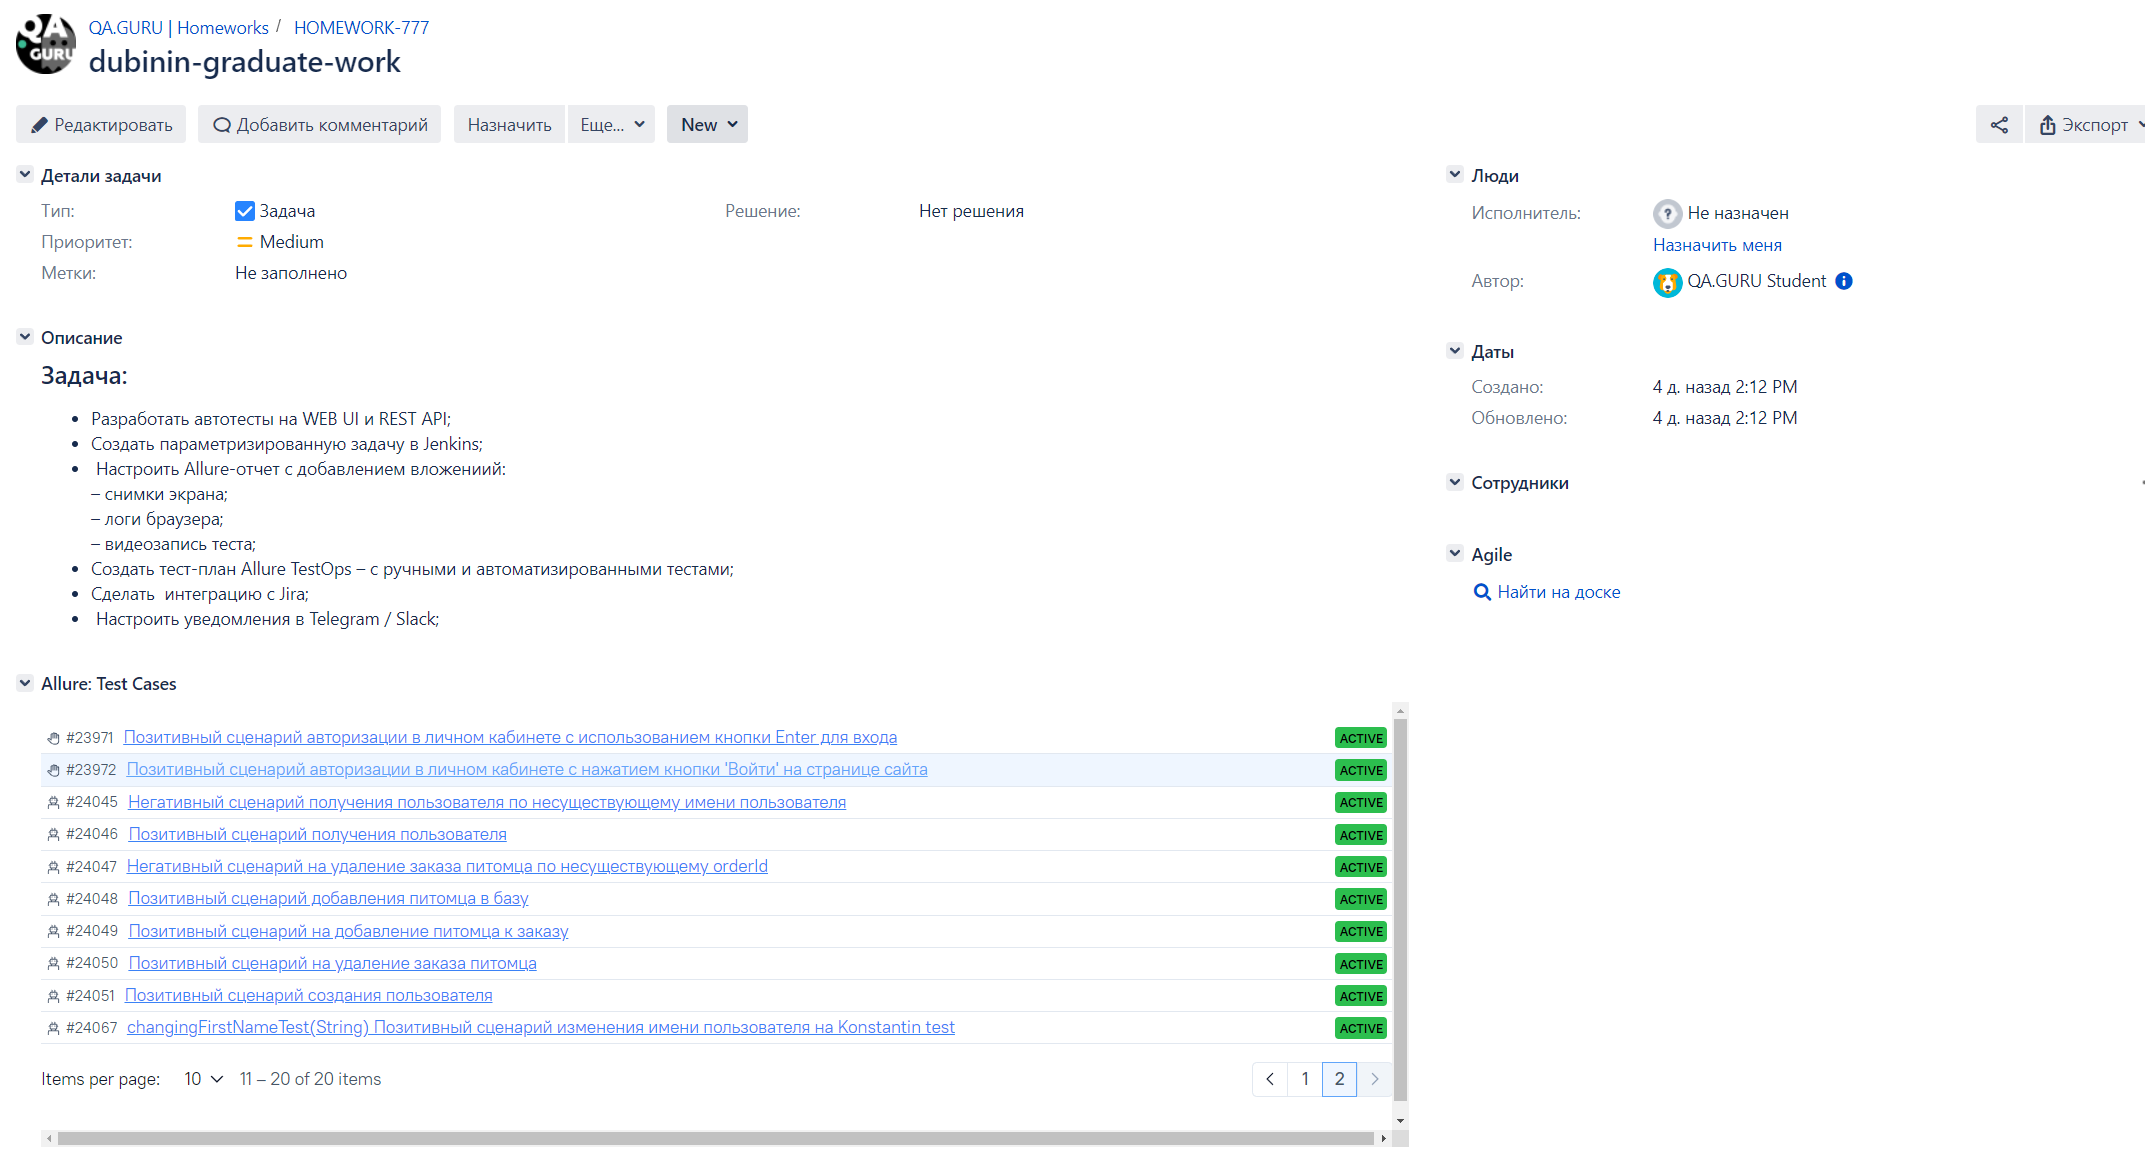 QA GURU
QA.GURU | Homeworks / HOMEWORK-777
dubinin-graduate-work
Редактировать Добавить комментарий Назначить Еще... New Экспорт
Детали задачи
Тип: Задача Решение: Нет решения
Приоритет: Medium
Метки: Не заполнено
Описание
Задача:
• Разработать автотесты на WEB UI и REST API;
• Создать параметризированную задачу в Jenkins;
• Настроить Allure-отчет с добавлением вложениий:
– снимки экрана;
– логи браузера;
– видеозапись теста;
• Создать тест-план Allure TestOps – с ручными и автоматизированными тестами;
• Сделать интеграцию с Jira;
• Настроить уведомления в Telegram / Slack;
Allure: Test Cases
#23971 Позитивный сценарий авторизации в личном кабинете с использованием кнопки Enter для входа ACTIVE
#23972 Позитивный сценарий авторизации в личном кабинете с нажатием кнопки 'Войти' на странице сайта ACTIVE
#24045 Негативный сценарий получения пользователя по несуществующему имени пользователя ACTIVE
#24046 Позитивный сценарий получения пользователя ACTIVE
#24047 Негативный сценарий на удаление заказа питомца по несуществующему orderId ACTIVE
#24048 Позитивный сценарий добавления питомца в базу ACTIVE
#24049 Позитивный сценарий на добавление питомца к заказу ACTIVE
#24050 Позитивный сценарий на удаление заказа питомца ACTIVE
#24051 Позитивный сценарий создания пользователя ACTIVE
#24067 changingFirstNameTest(String) Позитивный сценарий изменения имени пользователя на Konstantin test ACTIVE
Items per page: 10 11 – 20 of 20 items 1 2
Люди
Исполнитель: Не назначен
Назначить меня
Автор: QA.GURU Student
Даты
Создано: 4 д. назад 2:12 PM
Обновлено: 4 д. назад 2:12 PM
Сотрудники
Agile
Найти на доске